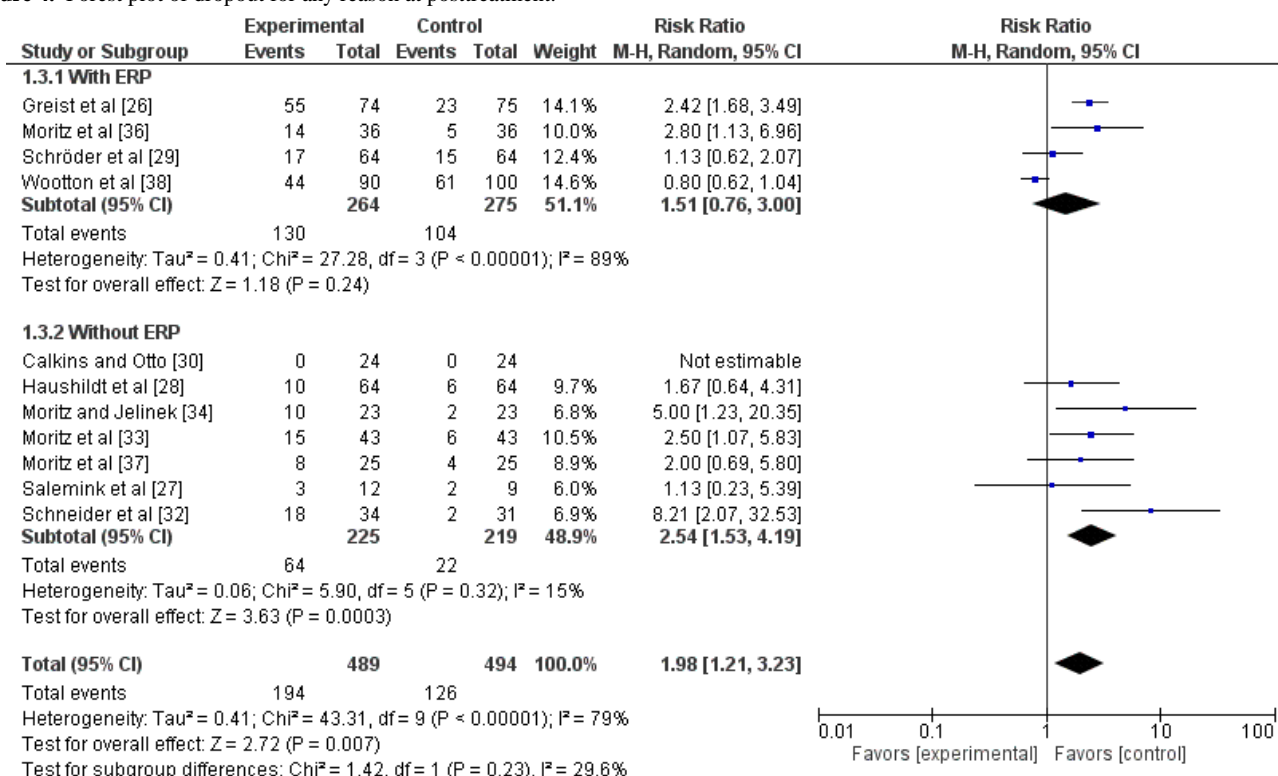 Forest plot of dropout for any reason at posttreatment.
Experimental Control Risk Ratio Risk Ratio
Study or Subgroup Events Total Events Total Weight M-H, Random, 95% CI M-H, Random, 95% CI
1.3.1 With ERP
Greist et al [26] 55 74 23 75 14.1% 2.42 [1.68, 3.49]
Moritz et al [36] 14 36 5 36 10.0% 2.80 [1.13, 6.96]
Schröder et al [29] 17 64 15 64 12.4% 1.13 [0.62, 2.07]
Wootton et al [38] 44 90 61 100 14.6% 0.80 [0.62, 1.04]
Subtotal (95% CI) 264 275 51.1% 1.51 [0.76, 3.00]
Total events 130 104
Heterogeneity: Tau² = 0.41; Chi² = 27.28, df = 3 (P < 0.00001); I² = 89%
Test for overall effect: Z = 1.18 (P = 0.24)
1.3.2 Without ERP
Calkins and Otto [30] 0 24 0 24 Not estimable
Haushildt et al [28] 10 64 6 64 9.7% 1.67 [0.64, 4.31]
Moritz and Jelinek [34] 10 23 2 23 6.8% 5.00 [1.23, 20.35]
Moritz et al [33] 15 43 6 43 10.5% 2.50 [1.07, 5.83]
Moritz et al [37] 8 25 4 25 8.9% 2.00 [0.69, 5.80]
Salemink et al [27] 3 12 2 9 6.0% 1.13 [0.23, 5.39]
Schneider et al [32] 18 34 2 31 6.9% 8.21 [2.07, 32.53]
Subtotal (95% CI) 225 219 48.9% 2.54 [1.53, 4.19]
Total events 64 22
Heterogeneity: Tau² = 0.06; Chi² = 5.90, df = 5 (P = 0.32); I² = 15%
Test for overall effect: Z = 3.63 (P = 0.0003)
Total (95% CI) 489 494 100.0% 1.98 [1.21, 3.23]
Total events 194 126
Heterogeneity: Tau² = 0.41; Chi² = 43.31, df = 9 (P < 0.00001); I² = 79%
Test for overall effect: Z = 2.72 (P = 0.007)
Test for subgroup differences: Chi² = 1.42, df = 1 (P = 0.23), I² = 29.6%
0.01 0.1 1 10 100
Favors [experimental] Favors [control]